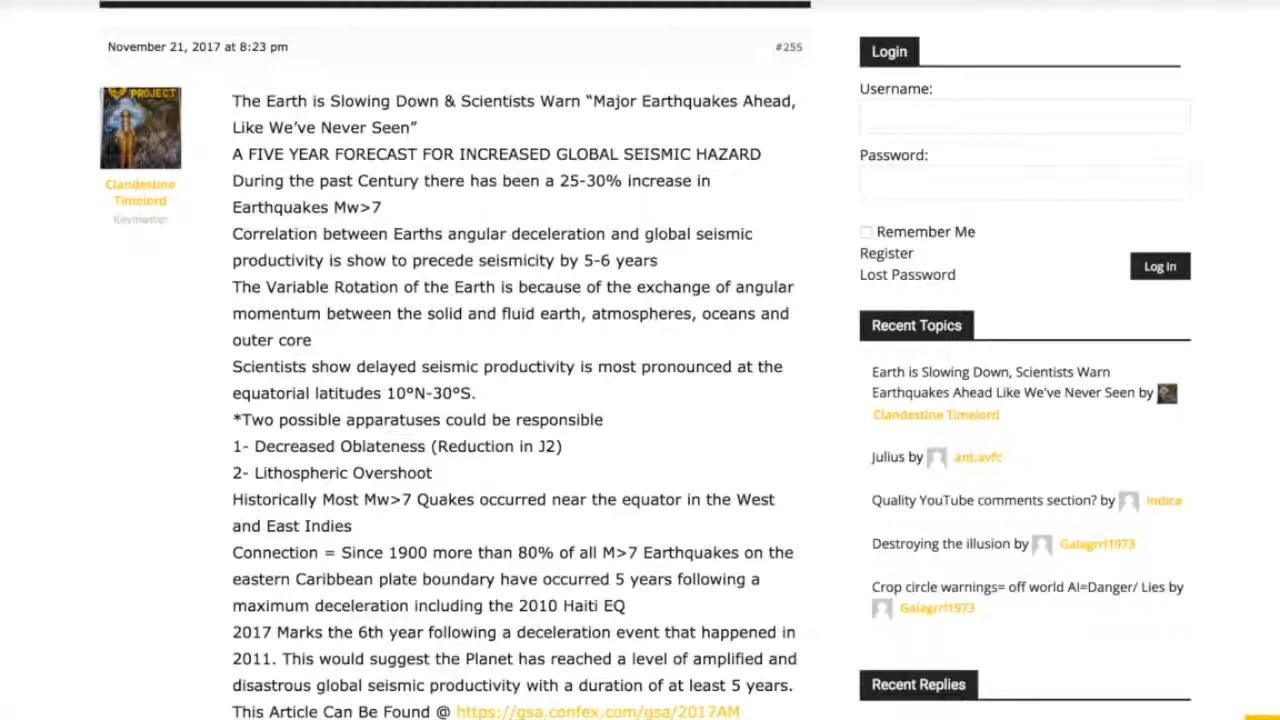 November 21, 2017 at 8:23 pm
#255
PROJECT
Clandestine
Timelord
Keymaster
The Earth is Slowing Down & Scientists Warn “Major Earthquakes Ahead,
Like We’ve Never Seen”
A FIVE YEAR FORECAST FOR INCREASED GLOBAL SEISMIC HAZARD
During the past Century there has been a 25-30% increase in
Earthquakes Mw>7
Correlation between Earths angular deceleration and global seismic
productivity is show to precede seismicity by 5-6 years
The Variable Rotation of the Earth is because of the exchange of angular
momentum between the solid and fluid earth, atmospheres, oceans and
outer core
Scientists show delayed seismic productivity is most pronounced at the
equatorial latitudes 10ºN-30ºS.
*Two possible apparatuses could be responsible
1- Decreased Oblateness (Reduction in J2)
2- Lithospheric Overshoot
Historically Most Mw>7 Quakes occurred near the equator in the West
and East Indies
Connection = Since 1900 more than 80% of all M>7 Earthquakes on the
eastern Caribbean plate boundary have occurred 5 years following a
maximum deceleration including the 2010 Haiti EQ
2017 Marks the 6th year following a deceleration event that happened in
2011. This would suggest the Planet has reached a level of amplified and
disastrous global seismic productivity with a duration of at least 5 years.
This Article Can Be Found @ https://gsa.confex.com/gsa/2017AM
Login
Username:
Password:
Remember Me
Register
Lost Password
Log In
Recent Topics
Earth is Slowing Down, Scientists Warn
Earthquakes Ahead Like We've Never Seen by
Clandestine Timelord
Julius by ant.avfc
Quality YouTube comments section? by Indica
Destroying the illusion by Gaiagrrl1973
Crop circle warnings= off world AI=Danger/ Lies by
Gaiagrrl1973
Recent Replies